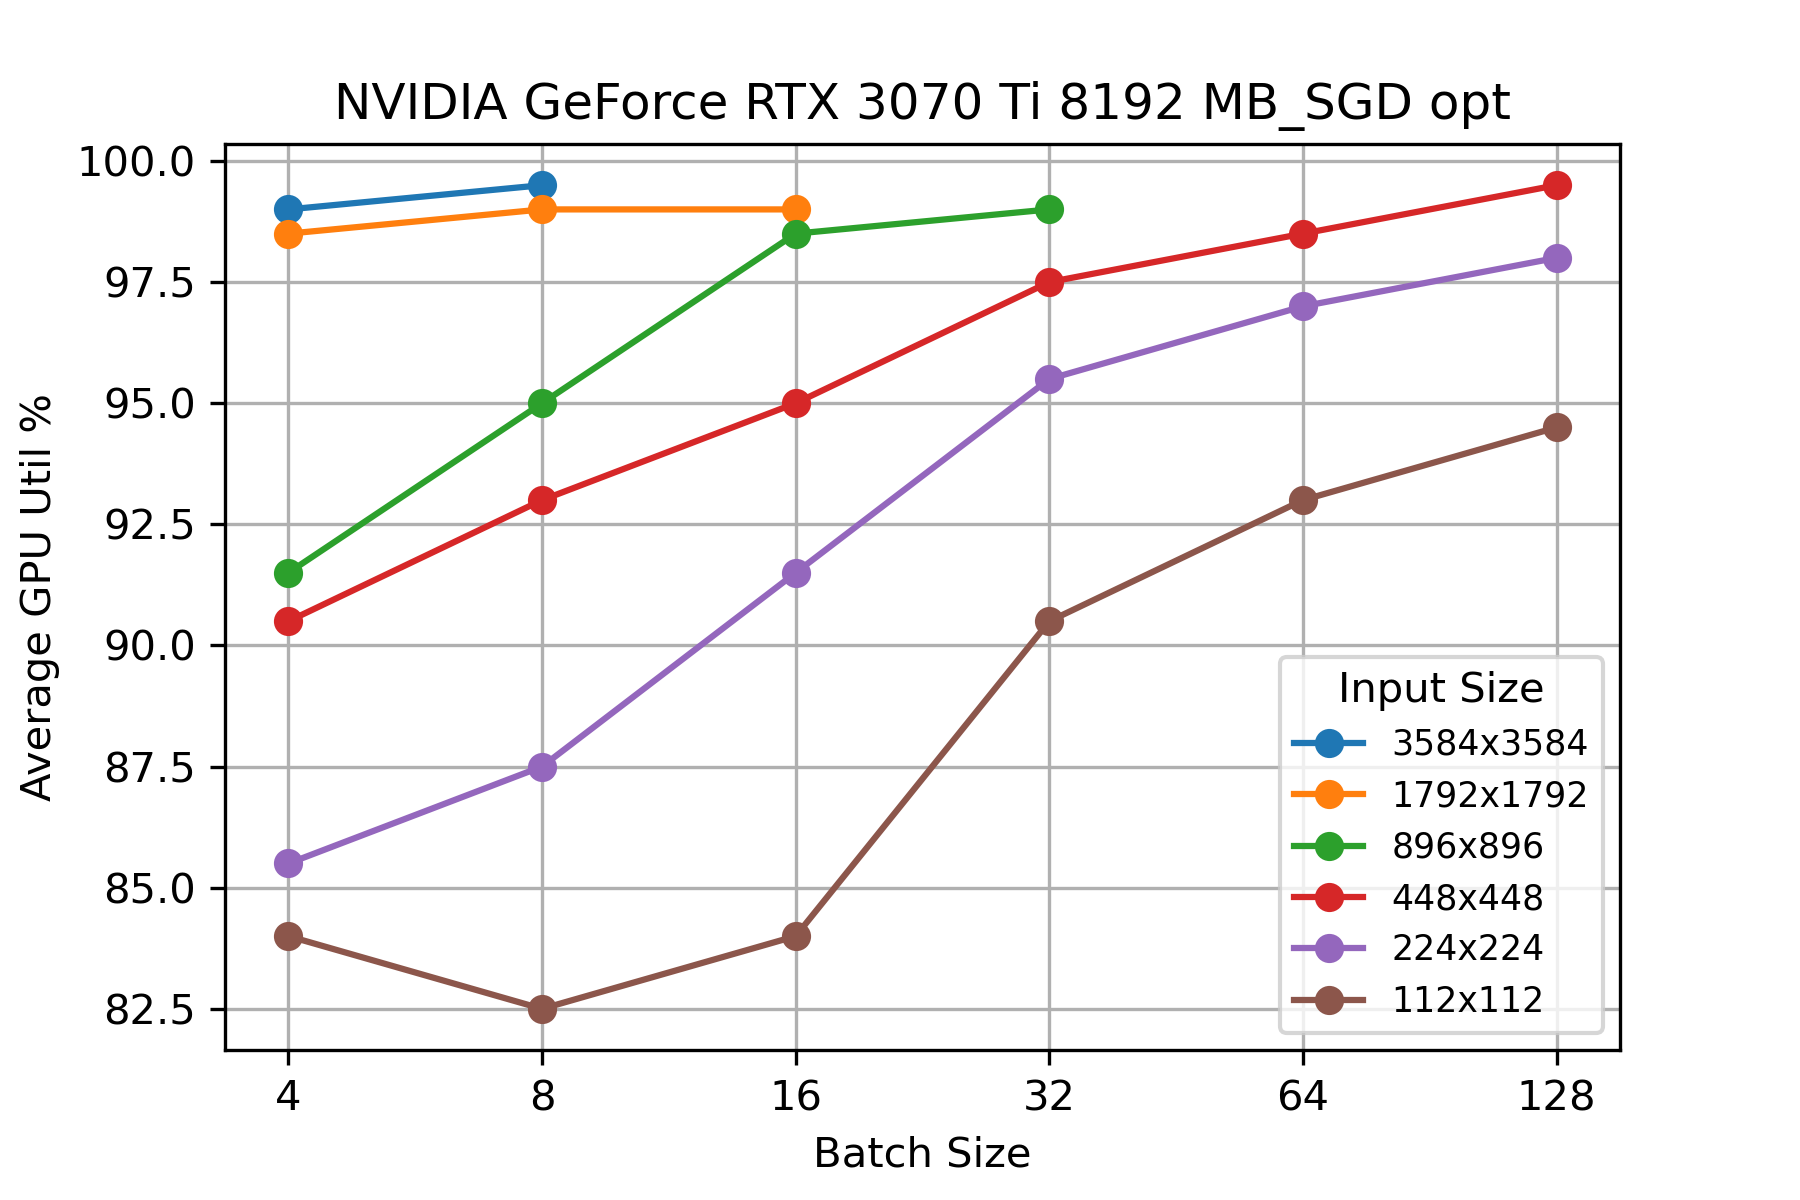 NVIDIA GeForce RTX 3070 Ti 8192 MB_SGD opt
100.0
97.5
95.0
92.5
90.0
87.5
85.0
82.5
Average GPU Util %
Input Size
3584x3584
1792x1792
896x896
448x448
224x224
112x112
4 8 16 32 64 128
Batch Size